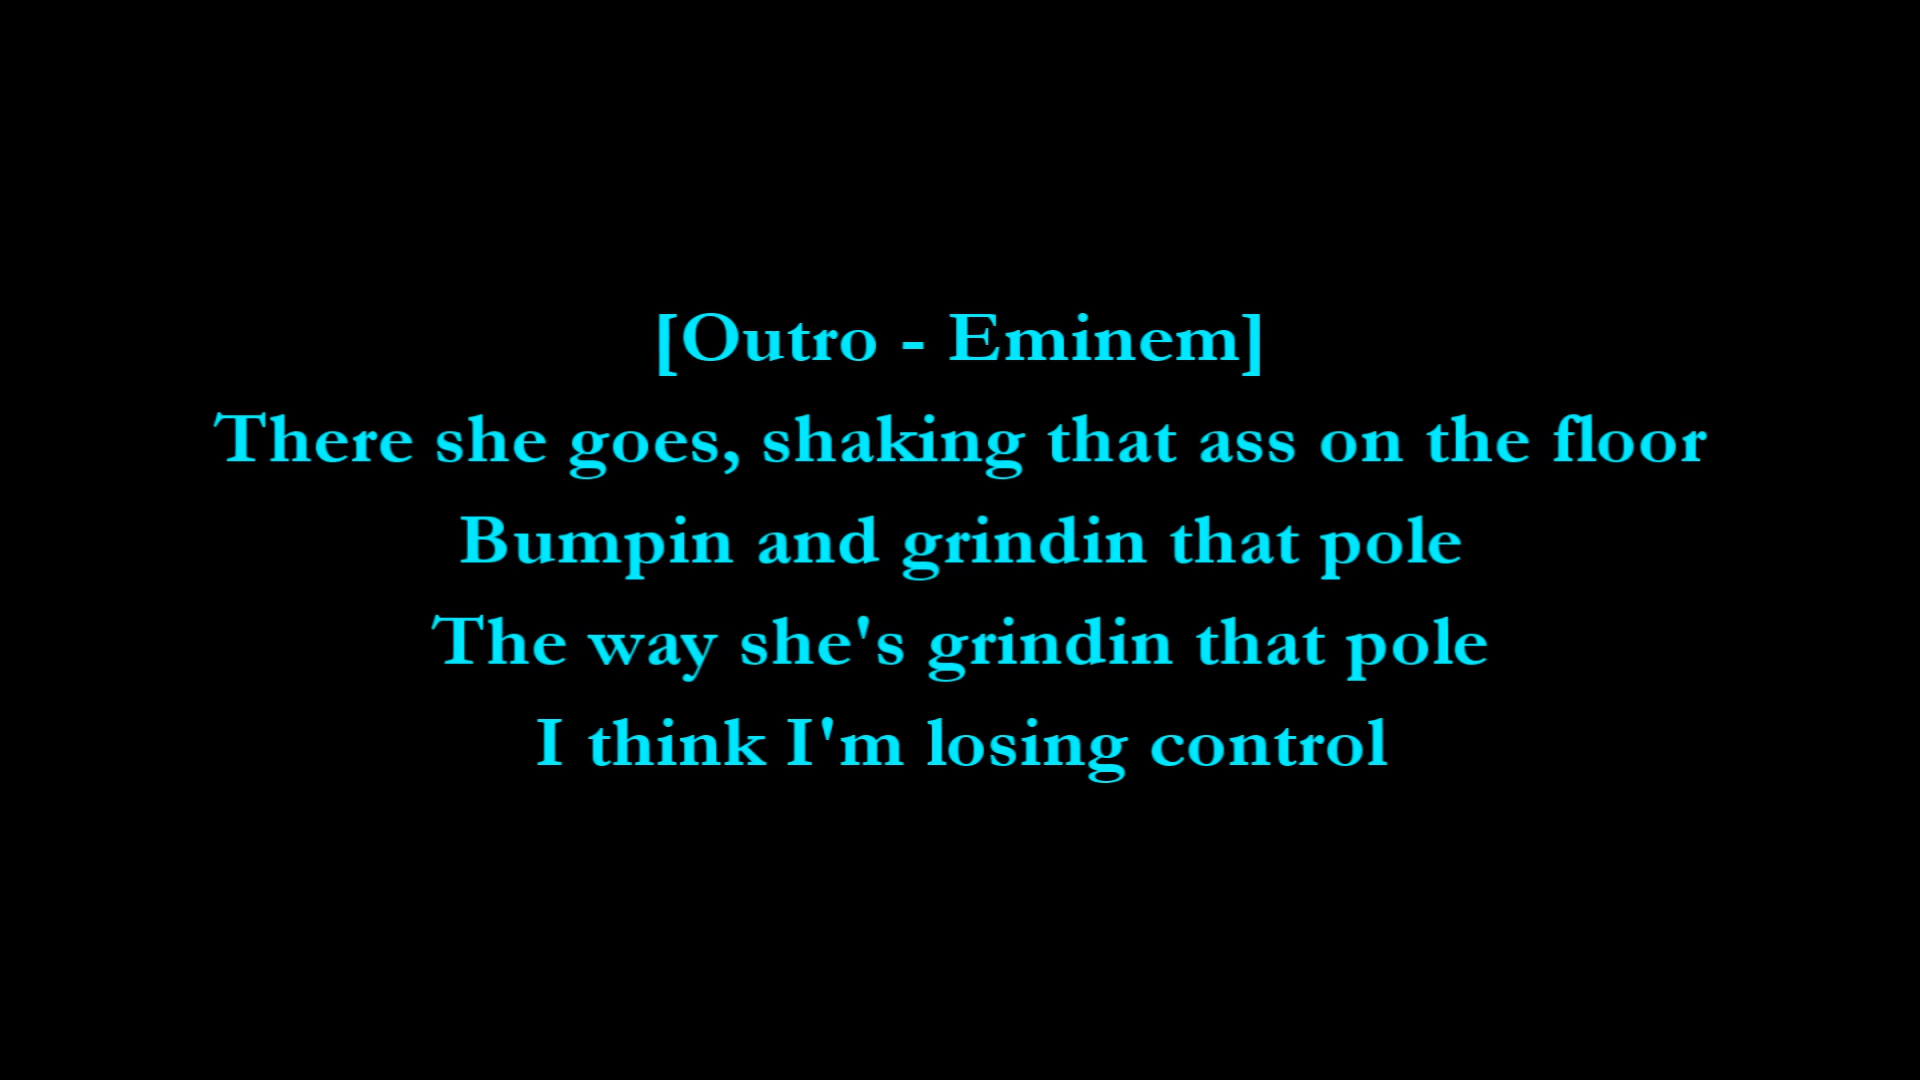 [Outro - Eminem]
There she goes, shaking that ass on the floor
Bumpin and grindin that pole
The way she's grindin that pole
I think I'm losing control